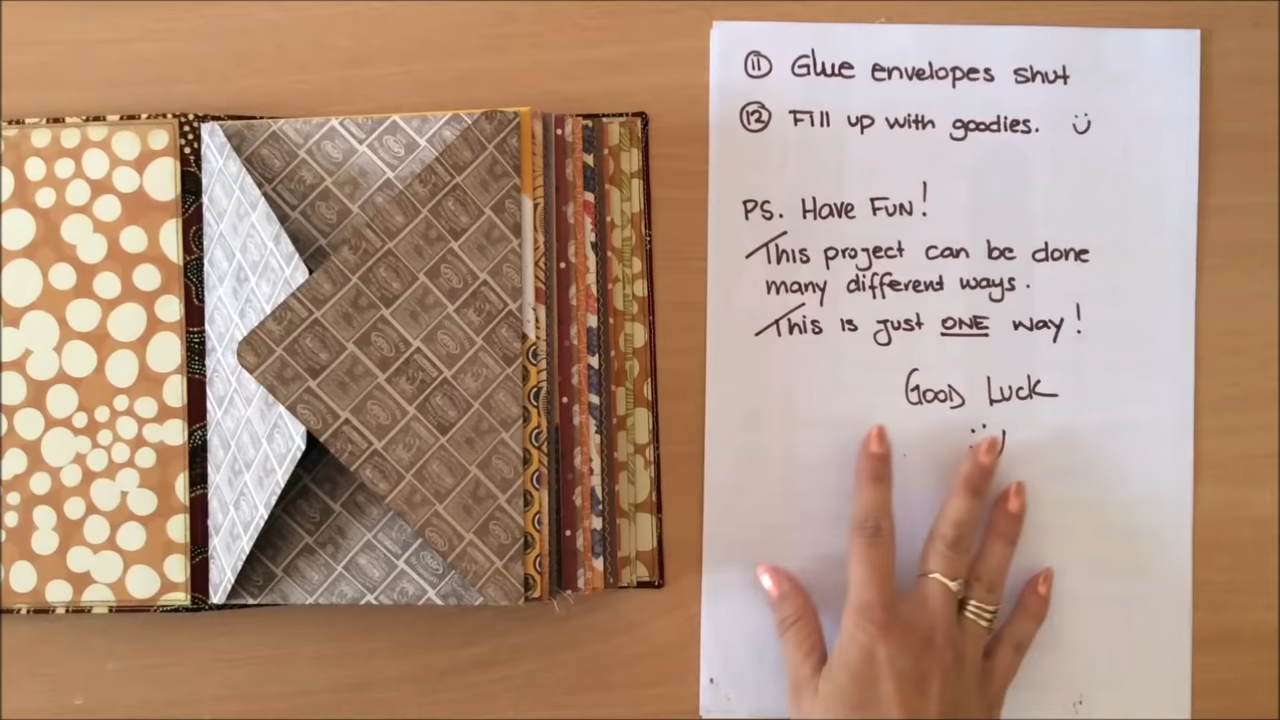 ⑪ Glue envelopes shut
⑫ Fill up with goodies. ü
PS. Have FUN!
This project can be done
many different ways.
This is just ONE way!
Good Luck